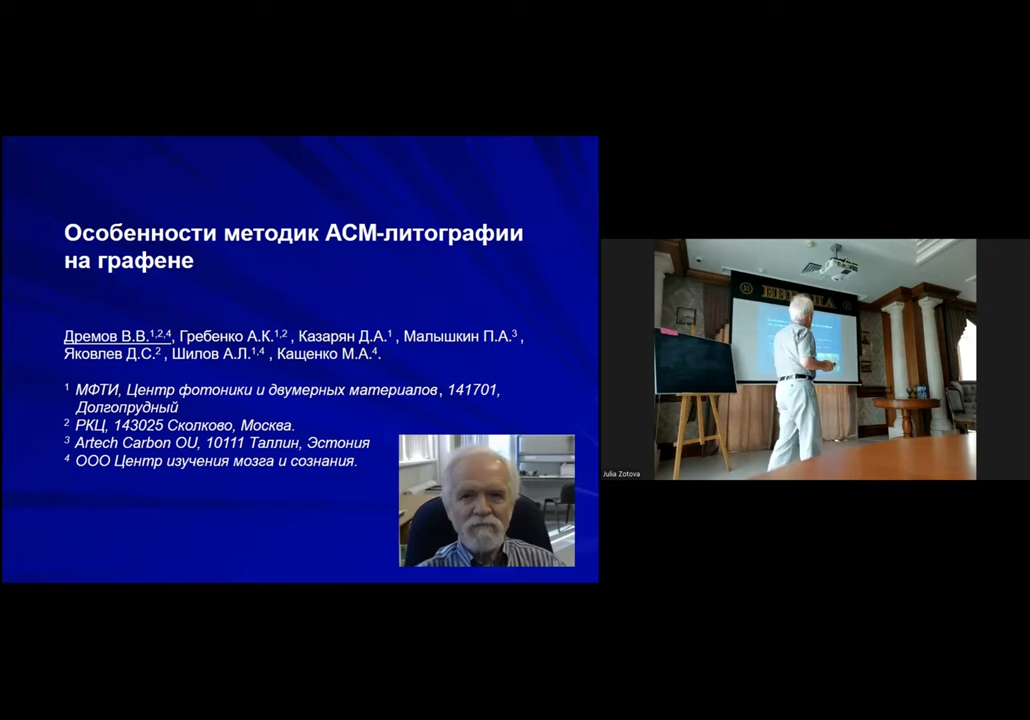 Особенности методик АСМ-литографии
на графене
Дремов В.В.1,2,4, Гребенко А.К.1,2 , Казарян Д.А.1 , Малышкин П.А.3 ,
Яковлев Д.С.2 , Шилов А.Л.1,4 , Кащенко М.А.4.
1 МФТИ, Центр фотоники и двумерных материалов, 141701,
Долгопрудный
2 РКЦ, 143025 Сколково, Москва.
3 Artech Carbon OU, 10111 Таллин, Эстония
4 ООО Центр изучения мозга и сознания.
ЕВРОПА
Julia Zotova